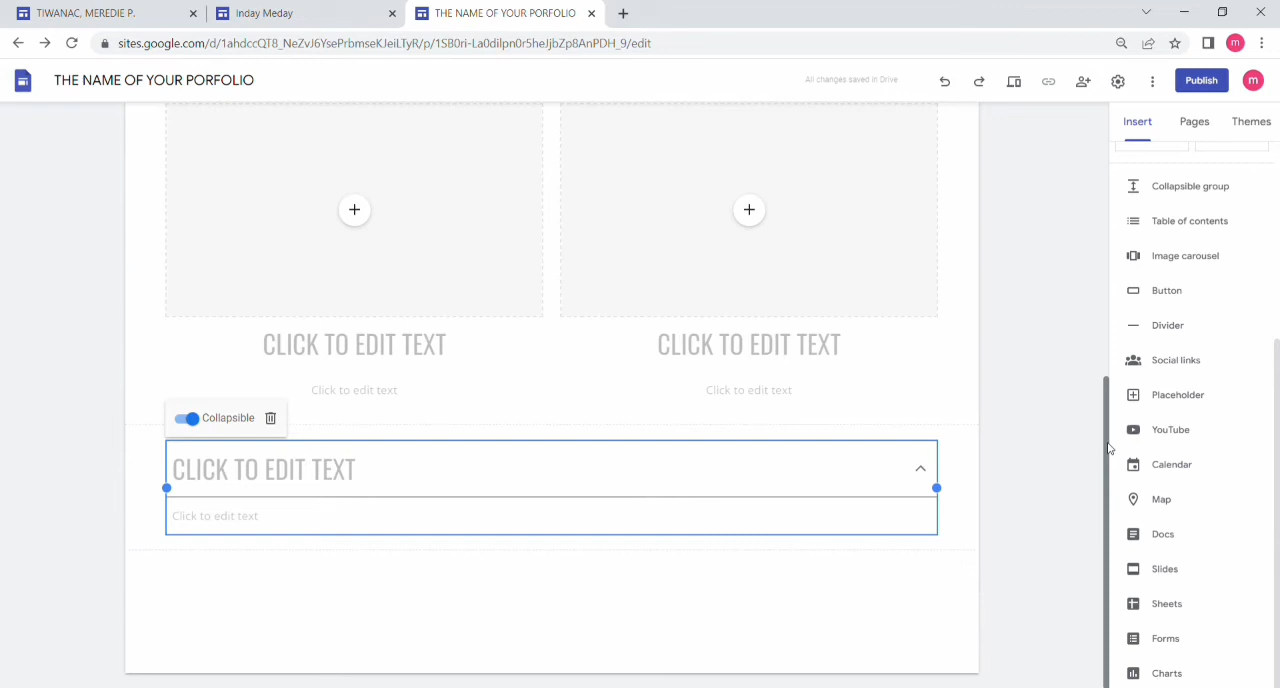 TIWANAC, MEREDIE P.
Inday Meday
THE NAME OF YOUR PORFOLIO
sites.google.com/d/1ahdccQT8_NeZvJ6YsePrbmseKJeiLTyR/p/1SB0ri-La0dilpn0r5heJjbZp8AnPDH_9/edit
m
THE NAME OF YOUR PORFOLIO
All changes saved in Drive
Publish
m
Insert
Pages
Themes
Collapsible group
Table of contents
Image carousel
Button
Divider
Social links
Placeholder
YouTube
Calendar
Map
Docs
Slides
Sheets
Forms
Charts
CLICK TO EDIT TEXT
CLICK TO EDIT TEXT
Click to edit text
Click to edit text
Collapsible
CLICK TO EDIT TEXT
Click to edit text